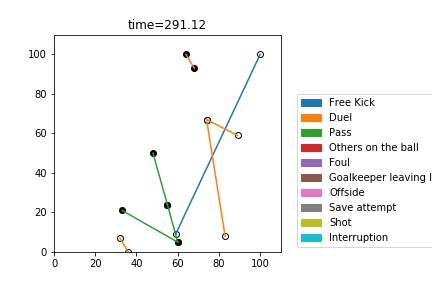 time=291.12
100
80
60
40
20
0
0
20
40
60
80
100
Free Kick
Duel
Pass
Others on the ball
Foul
Goalkeeper leaving l
Offside
Save attempt
Shot
Interruption